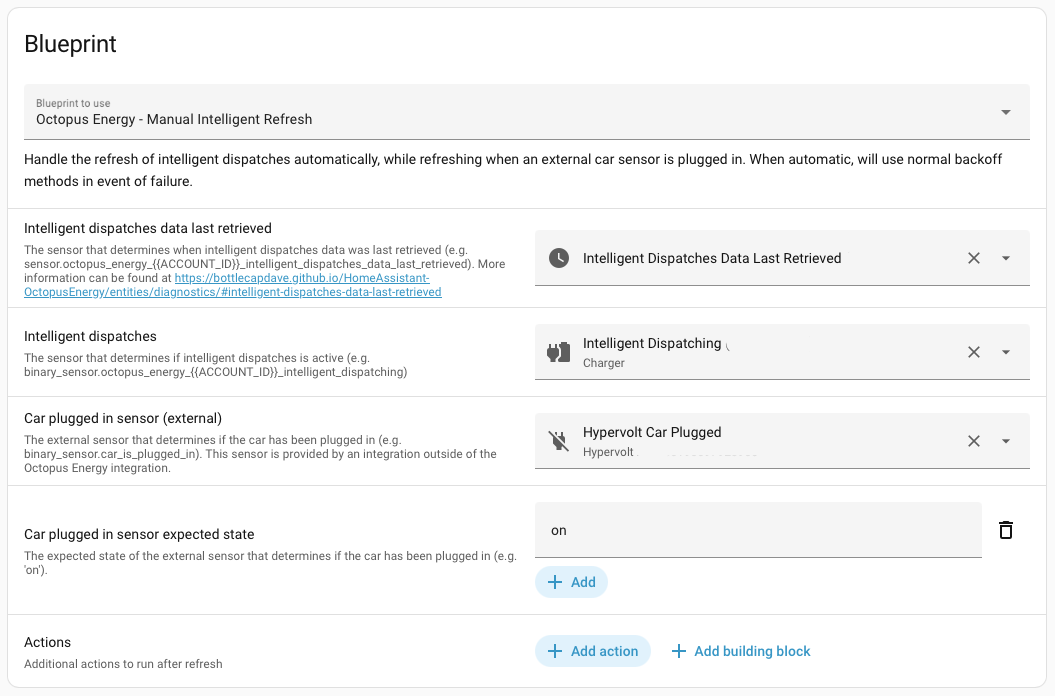 Blueprint
Blueprint to use
Octopus Energy - Manual Intelligent Refresh
Handle the refresh of intelligent dispatches automatically, while refreshing when an external car sensor is plugged in. When automatic, will use normal backoff
methods in event of failure.
Intelligent dispatches data last retrieved
The sensor that determines when intelligent dispatches data was last retrieved (e.g.
sensor.octopus_energy_{{ACCOUNT_ID}}_intelligent_dispatches_data_last_retrieved). More
information can be found at https://bottlecapdave.github.io/HomeAssistant-
OctopusEnergy/entities/diagnostics/#intelligent-dispatches-data-last-retrieved
Intelligent Dispatches Data Last Retrieved
Intelligent dispatches
The sensor that determines if intelligent dispatches is active (e.g.
binary_sensor.octopus_energy_{{ACCOUNT_ID}}_intelligent_dispatching)
Intelligent Dispatching
Charger
Car plugged in sensor (external)
The external sensor that determines if the car has been plugged in (e.g.
binary_sensor.car_is_plugged_in). This sensor is provided by an integration outside of the
Octopus Energy integration.
Hypervolt Car Plugged
Hypervolt
Car plugged in sensor expected state
The expected state of the external sensor that determines if the car has been plugged in (e.g.
'on').
on
Add
Actions
Additional actions to run after refresh
Add action
Add building block